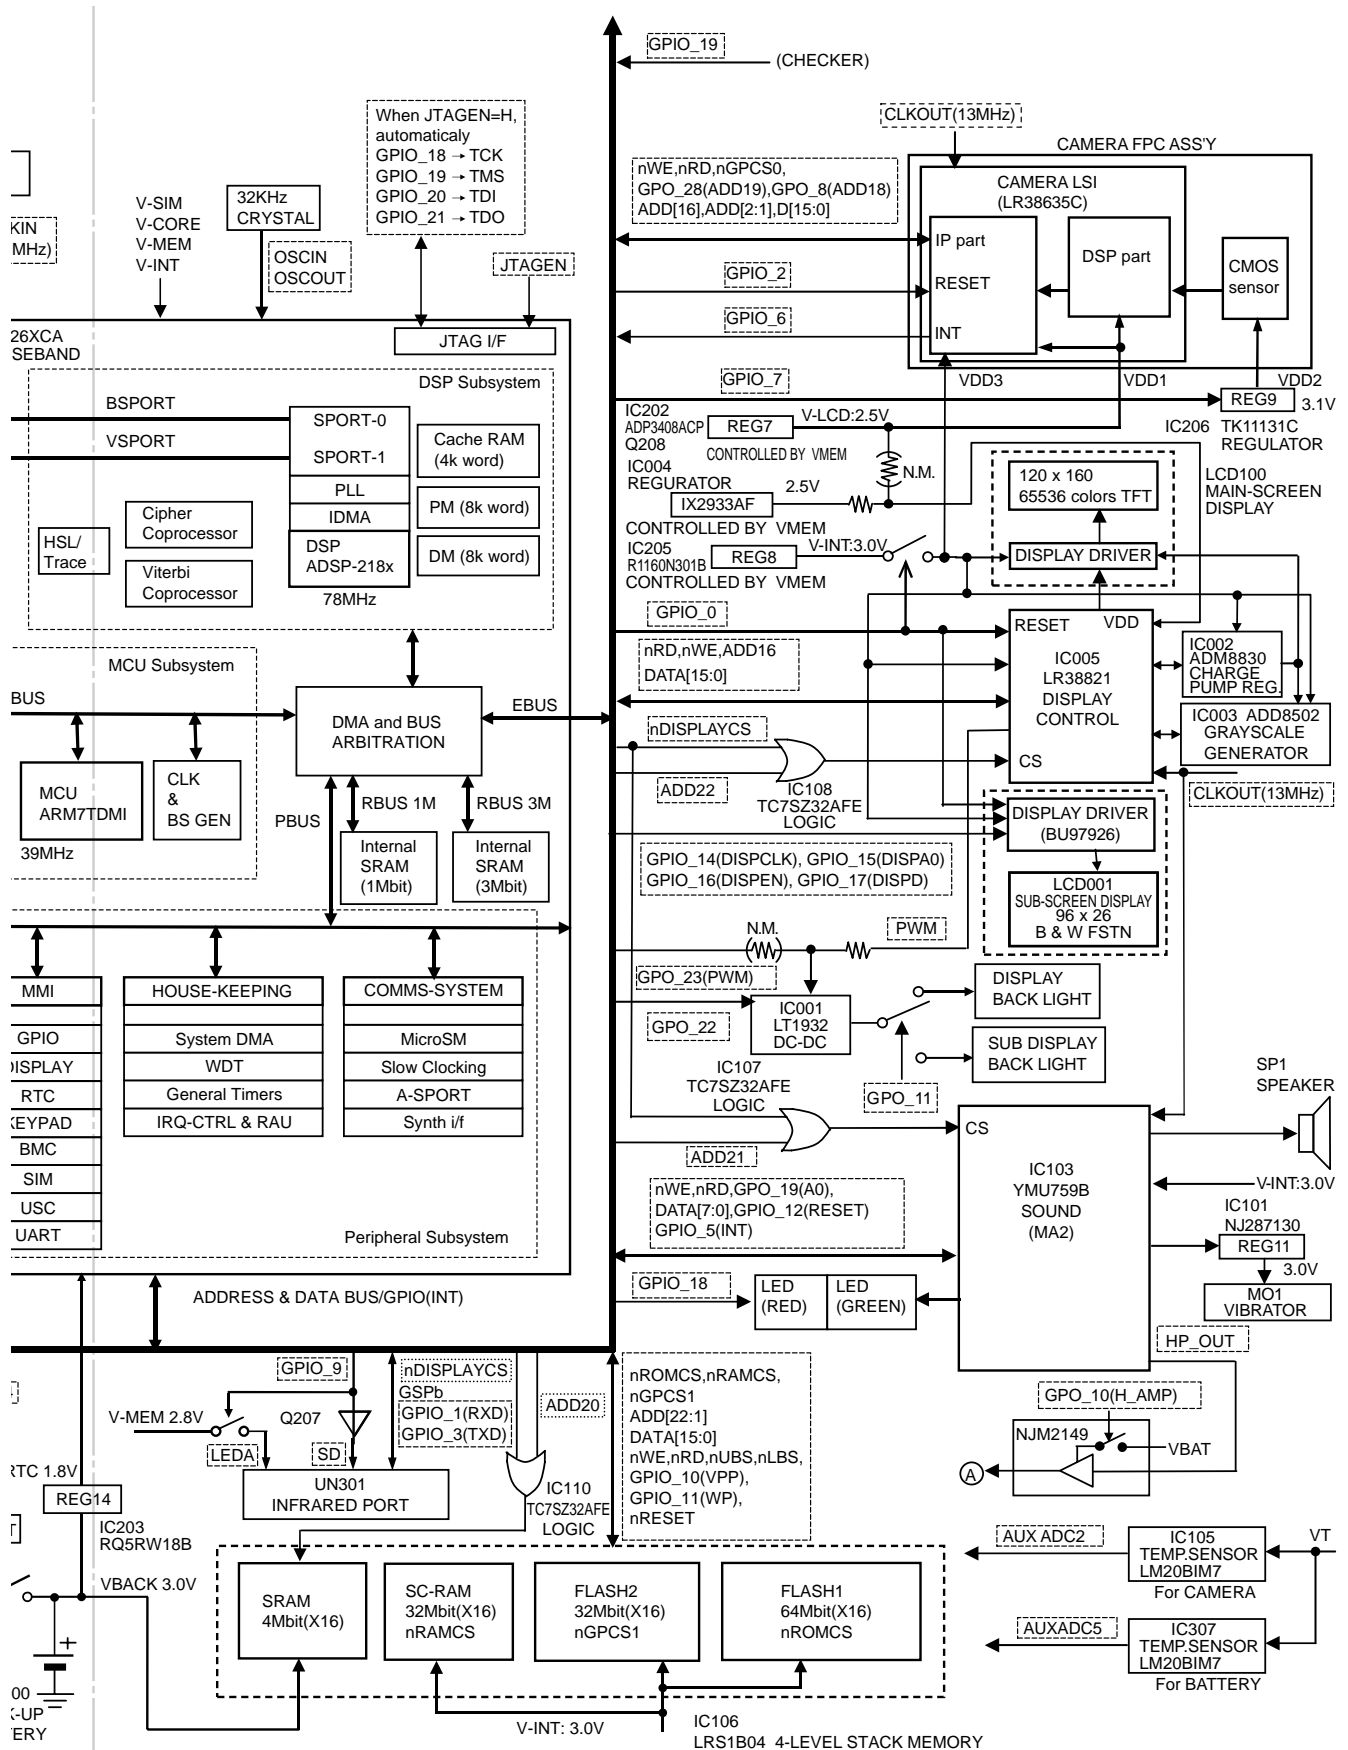 GPIO_19
(CHECKER)
When JTAGEN=H,
automaticaly
GPIO_18 → TCK
GPIO_19 → TMS
GPIO_20 → TDI
GPIO_21 → TDO
CLKOUT(13MHz)
CAMERA FPC ASS'Y
nWE,nRD,nGPCS0,
GPO_28(ADD19),GPO_8(ADD18)
ADD[16],ADD[2:1],D[15:0]
CAMERA LSI
(LR38635C)
IP part
RESET
INT
DSP part
CMOS
sensor
V-SIM
V-CORE
V-MEM
V-INT
32KHz
CRYSTAL
OSCIN
OSCOUT
JTAGEN
KIN
MHz)
GPIO_2
GPIO_6
GPIO_7
VDD3
VDD1
VDD2
26XCA
SEBAND
JTAG I/F
DSP Subsystem
BSPORT
VSPORT
SPORT-0
SPORT-1
PLL
IDMA
DSP
ADSP-218x
78MHz
Cache RAM
(4k word)
PM (8k word)
DM (8k word)
Cipher
Coprocessor
Viterbi
Coprocessor
HSL/
Trace
IC202
ADP3408ACP
Q208
REG7
V-LCD:2.5V
CONTROLLED BY VMEM
N.M.
REG9
3.1V
IC206
TK11131C
REGULATOR
IC004
REGURATOR
IX2933AF
2.5V
CONTROLLED BY VMEM
IC205
R1160N301B
REG8
V-INT:3.0V
CONTROLLED BY VMEM
120 x 160
65536 colors TFT
LCD100
MAIN-SCREEN
DISPLAY
DISPLAY DRIVER
GPIO_0
RESET
VDD
IC005
LR38821
DISPLAY
CONTROL
CS
IC002
ADM8830
CHARGE
PUMP REG.
IC003 ADD8502
GRAYSCALE
GENERATOR
CLKOUT(13MHz)
nRD,nWE,ADD16
DATA[15:0]
MCU Subsystem
BUS
DMA and BUS
ARBITRATION
EBUS
nDISPLAYCS
ADD22
IC108
TC7SZ32AFE
LOGIC
MCU
ARM7TDMI
39MHz
CLK
&
BS GEN
PBUS
RBUS 1M
RBUS 3M
Internal
SRAM
(1Mbit)
Internal
SRAM
(3Mbit)
DISPLAY DRIVER
(BU97926)
LCD001
SUB-SCREEN DISPLAY
96 x 26
B & W FSTN
GPIO_14(DISPCLK), GPIO_15(DISPA0)
GPIO_16(DISPEN), GPIO_17(DISPD)
N.M.
PWM
GPO_23(PWM)
GPO_22
IC001
LT1932
DC-DC
DISPLAY
BACK LIGHT
SUB DISPLAY
BACK LIGHT
GPO_11
MMI
GPIO
DISPLAY
RTC
KEYPAD
BMC
SIM
USC
UART
HOUSE-KEEPING
System DMA
WDT
General Timers
IRQ-CTRL & RAU
COMMS-SYSTEM
MicroSM
Slow Clocking
A-SPORT
Synth i/f
Peripheral Subsystem
IC107
TC7SZ32AFE
LOGIC
ADD21
CS
IC103
YMU759B
SOUND
(MA2)
SP1
SPEAKER
V-INT:3.0V
IC101
NJ287130
REG11
3.0V
MO1
VIBRATOR
nWE,nRD,GPO_19(A0),
DATA[7:0],GPIO_12(RESET)
GPIO_5(INT)
GPIO_18
LED
(RED)
LED
(GREEN)
HP_OUT
ADDRESS & DATA BUS/GPIO(INT)
GPIO_9
nDISPLAYCS
GSPb
GPIO_1(RXD)
GPIO_3(TXD)
ADD20
V-MEM 2.8V
Q207
LEDA
SD
UN301
INFRARED PORT
IC110
TC7SZ32AFE
LOGIC
nROMCS,nRAMCS,
nGPCS1
ADD[22:1]
DATA[15:0]
nWE,nRD,nUBS,nLBS,
GPIO_10(VPP),
GPIO_11(WP),
nRESET
GPO_10(H_AMP)
NJM2149
VBAT
A
RTC 1.8V
REG14
IC203
RQ5RW18B
VBACK 3.0V
+
00
K-UP
ERY
SRAM
4Mbit(X16)
SC-RAM
32Mbit(X16)
nRAMCS
FLASH2
32Mbit(X16)
nGPCS1
FLASH1
64Mbit(X16)
nROMCS
V-INT: 3.0V
IC106
LRS1B04 4-LEVEL STACK MEMORY
AUX ADC2
IC105
TEMP.SENSOR
LM20BIM7
For CAMERA
VT
AUXADC5
IC307
TEMP.SENSOR
LM20BIM7
For BATTERY